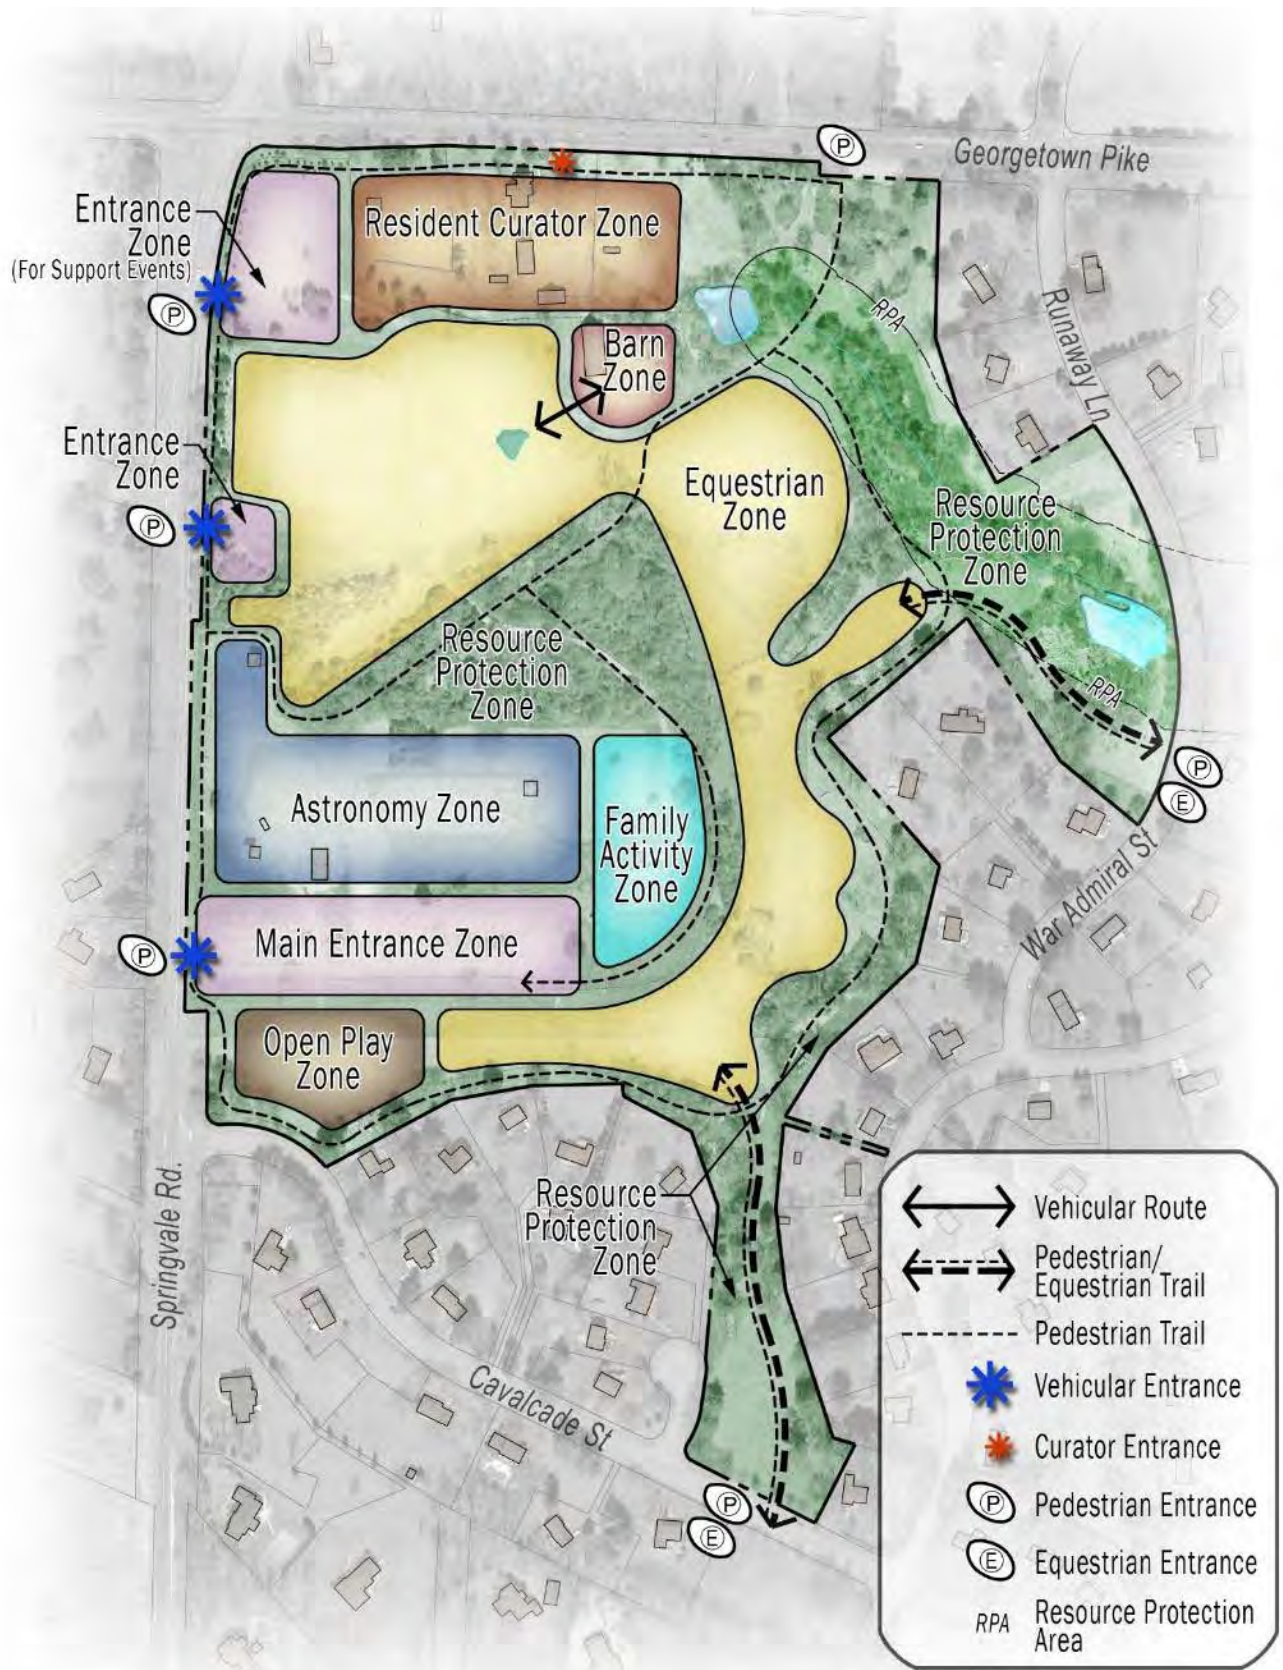 P
Georgetown Pike
Entrance
Zone
(For Support Events)
Resident Curator Zone
P
RPA
Runaway Ln
Barn
Zone
Entrance
Zone
P
Equestrian
Zone
Resource
Protection
Zone
Resource
Protection
Zone
RPA
P
E
Astronomy Zone
Family
Activity
Zone
War Admiral St
Main Entrance Zone
P
Open Play
Zone
Springvale Rd.
Resource
Protection
Zone
Cavalcade St
P
E
Vehicular Route
Pedestrian/
Equestrian Trail
Pedestrian Trail
Vehicular Entrance
Curator Entrance
P Pedestrian Entrance
E Equestrian Entrance
RPA Resource Protection
Area